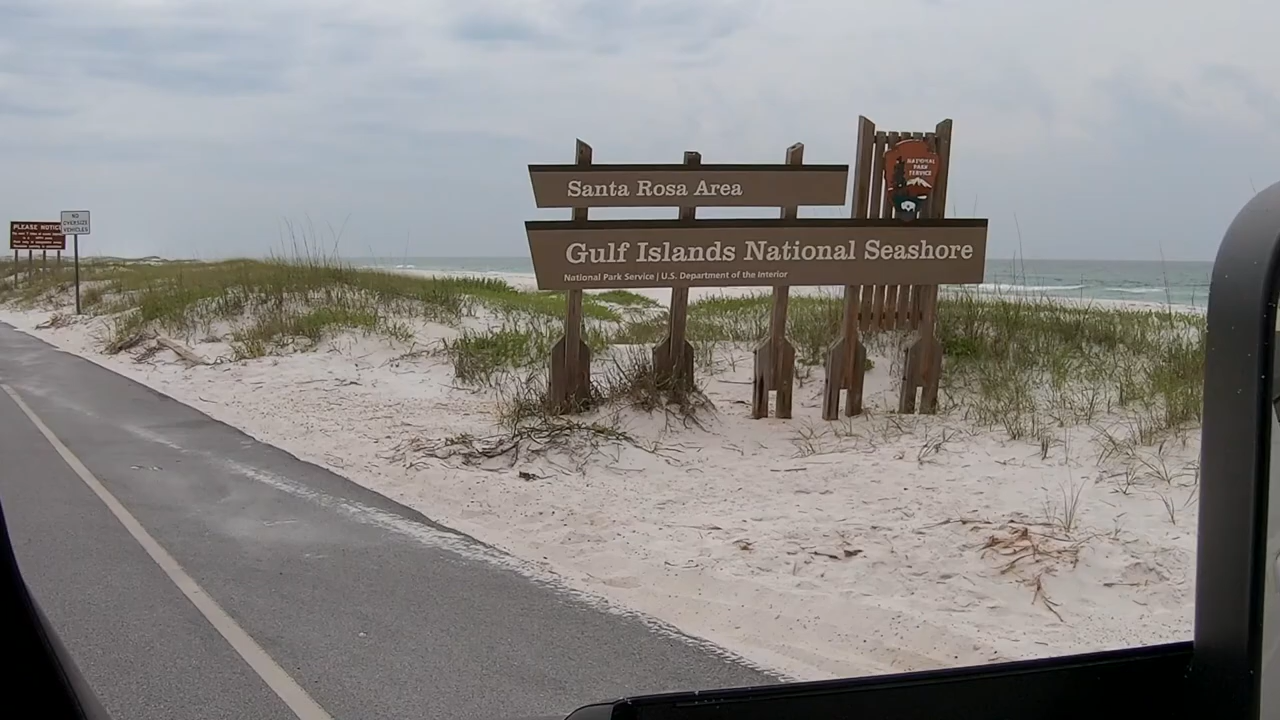 PLEASE NOTICE
NO
OVERSIZE
VEHICLES
Santa Rosa Area
NATIONAL
PARK
SERVICE
Gulf Islands National Seashore
National Park Service | U.S. Department of the Interior